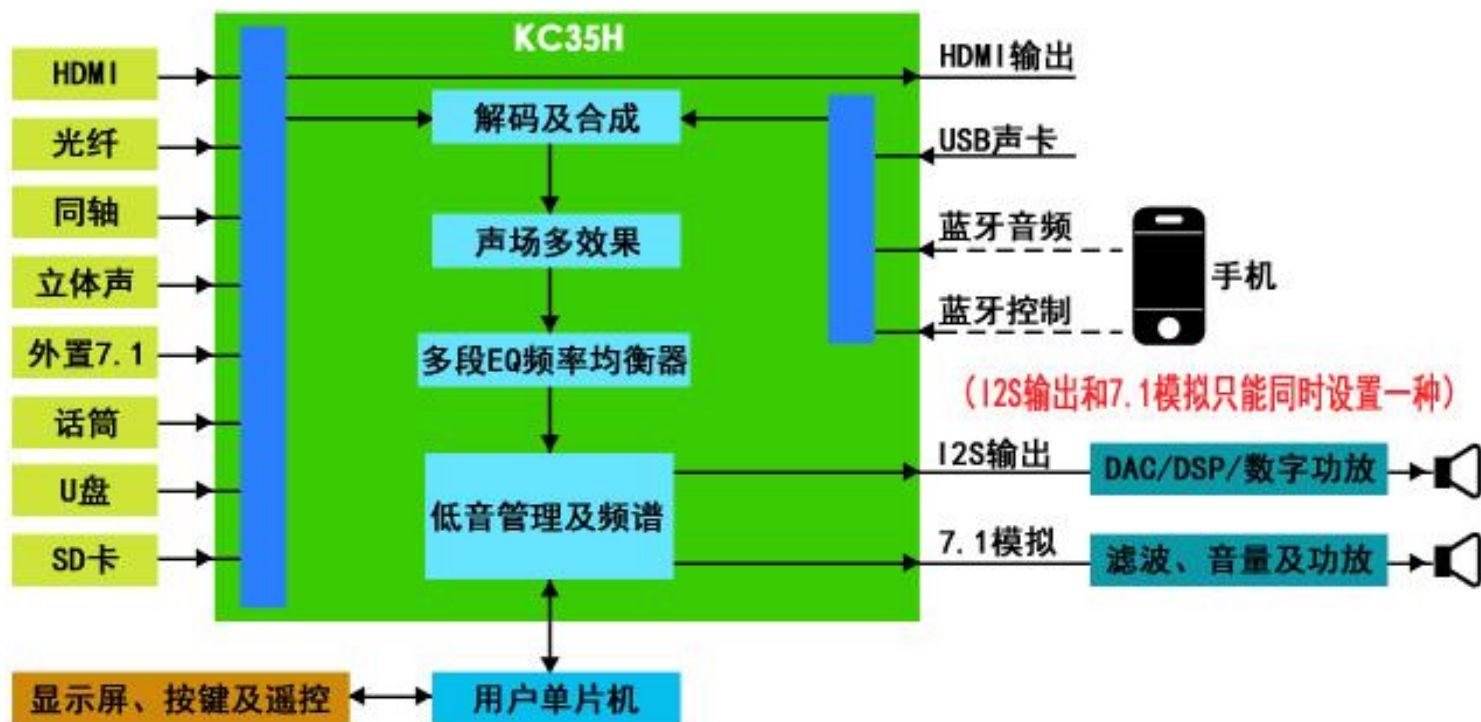 KC35H
HDMI
光纤
同轴
立体声
外置7.1
话筒
U盘
SD卡
解码及合成
声场多效果
多段EQ频率均衡器
低音管理及频谱
HDMI输出
USB声卡
蓝牙音频
蓝牙控制
手机
（I2S输出和7.1模拟只能同时设置一种）
I2S输出
DAC/DSP/数字功放
7.1模拟
滤波、音量及功放
显示屏、按键及遥控
用户单片机